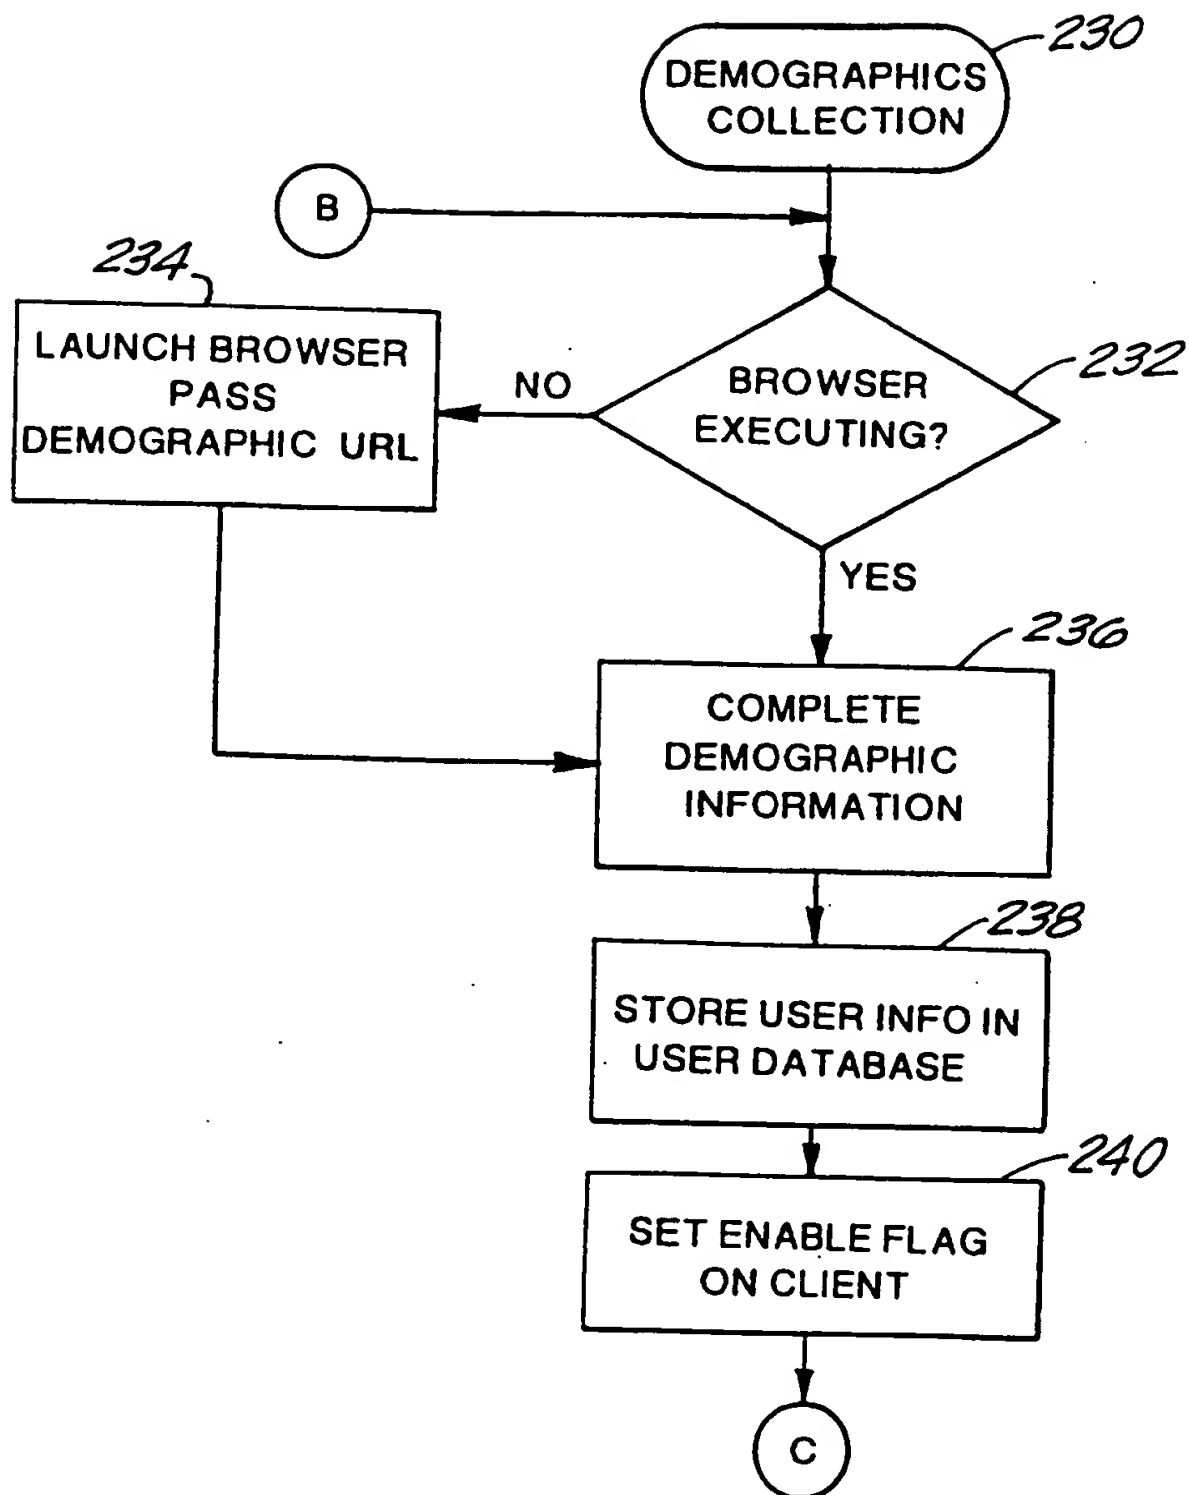 230
DEMOGRAPHICS
COLLECTION
B
234
LAUNCH BROWSER
PASS
DEMOGRAPHIC URL
NO
BROWSER
EXECUTING?
232
YES
236
COMPLETE
DEMOGRAPHIC
INFORMATION
238
STORE USER INFO IN
USER DATABASE
240
SET ENABLE FLAG
ON CLIENT
C